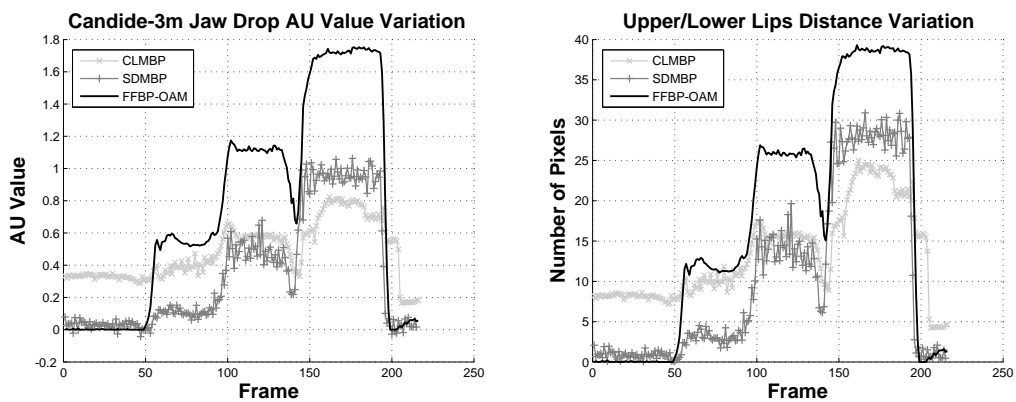 Candide-3m Jaw Drop AU Value Variation
1.8
1.6
1.4
1.2
1
0.8
0.6
0.4
0.2
0
-0.2
AU Value
CLMBP
SDMBP
FFBP-OAM
0 50 100 150 200 250
Frame
Upper/Lower Lips Distance Variation
40
35
30
25
20
15
10
5
0
Number of Pixels
CLMBP
SDMBP
FFBP-OAM
0 50 100 150 200 250
Frame